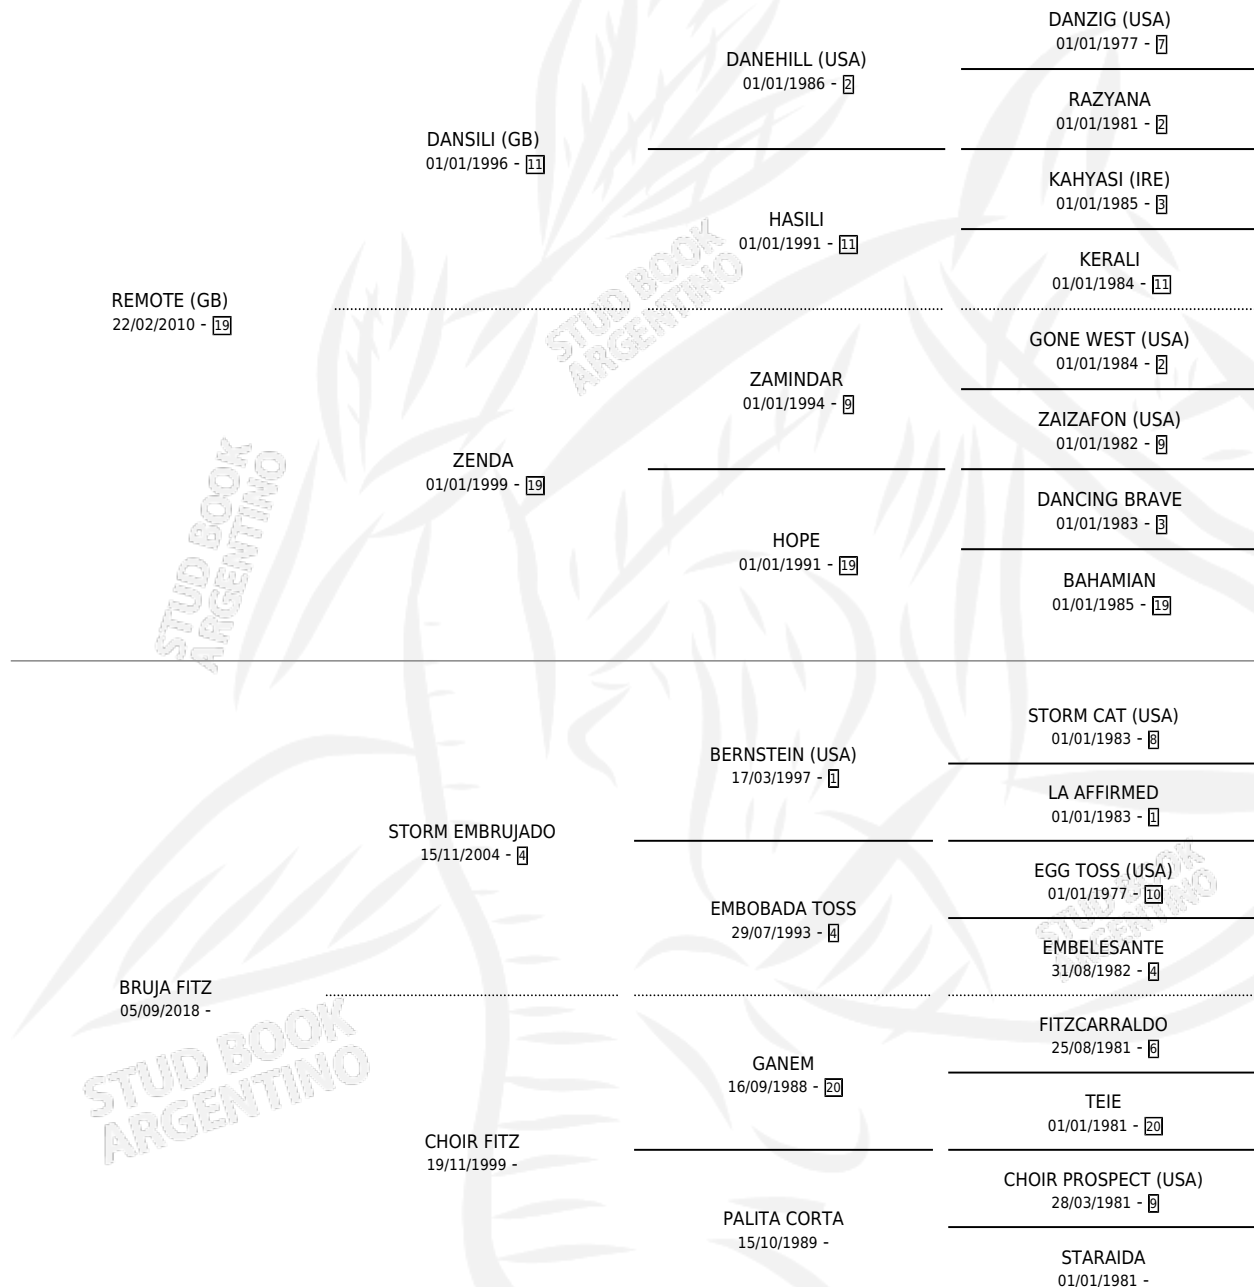 DANZIG (USA)
01/01/1977 - 7
DANEHILL (USA)
01/01/1986 - 2
RAZYANA
01/01/1981 - 2
DANSILI (GB)
01/01/1996 - 11
KAHYASI (IRE)
01/01/1985 - 3
HASILI
01/01/1991 - 11
KERALI
01/01/1984 - 11
REMOTE (GB)
22/02/2010 - 19
GONE WEST (USA)
01/01/1984 - 2
ZAMINDAR
01/01/1994 - 9
ZAIZAFON (USA)
01/01/1982 - 9
ZENDA
01/01/1999 - 19
DANCING BRAVE
01/01/1983 - 3
HOPE
01/01/1991 - 19
BAHAMIAN
01/01/1985 - 19
STORM CAT (USA)
01/01/1983 - 8
BERNSTEIN (USA)
17/03/1997 - 1
LA AFFIRMED
01/01/1983 - 1
STORM EMBRUJADO
15/11/2004 - 4
EGG TOSS (USA)
01/01/1977 - 10
EMBOBADA TOSS
29/07/1993 - 4
EMBELESANTE
31/08/1982 - 4
BRUJA FITZ
05/09/2018 -
FITZCARRALDO
25/08/1981 - 6
GANEM
16/09/1988 - 20
TEIE
01/01/1981 - 20
CHOIR FITZ
19/11/1999 -
CHOIR PROSPECT (USA)
28/03/1981 - 9
PALITA CORTA
15/10/1989 -
STARAIDA
01/01/1981 -
STUD BOOK
ARGENTINO
STUD BOOK
ARGENTINO
STUD BOOK
ARGENTINO
STUD BOOK
ARGENTINO